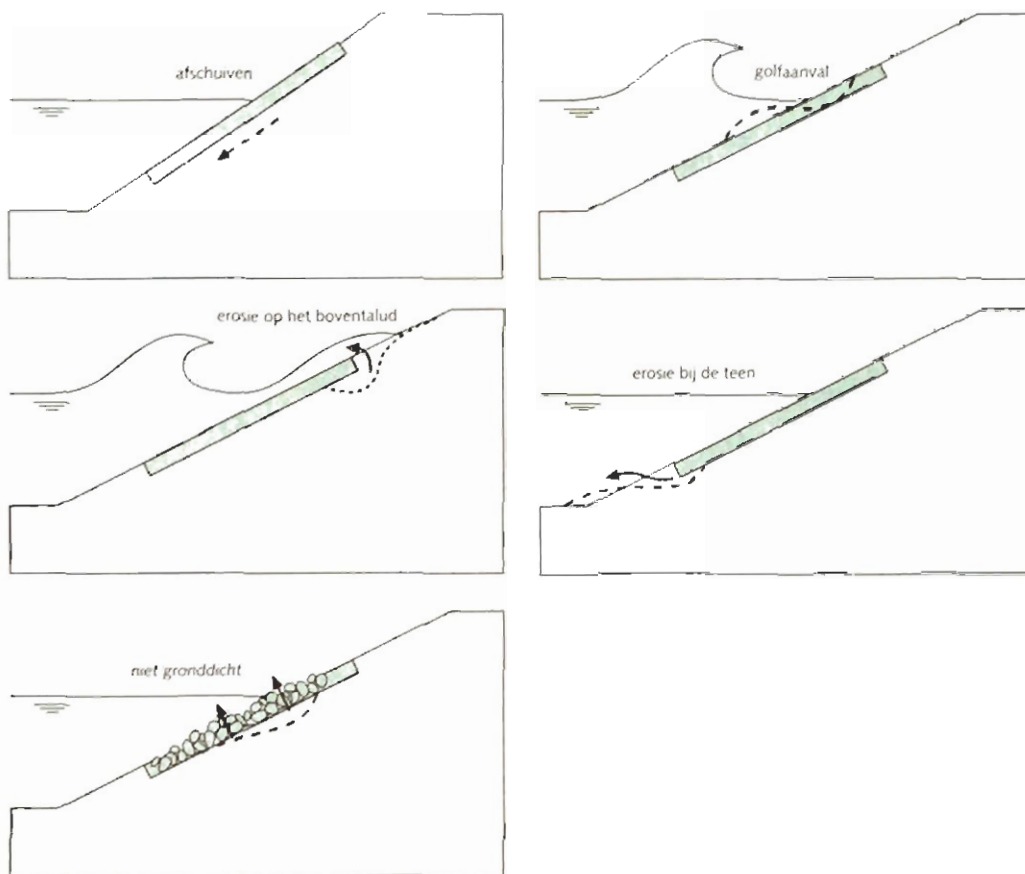 afschuiven
golfaanval
erosie op het boventalud
erosie bij de teen
niet gronddicht